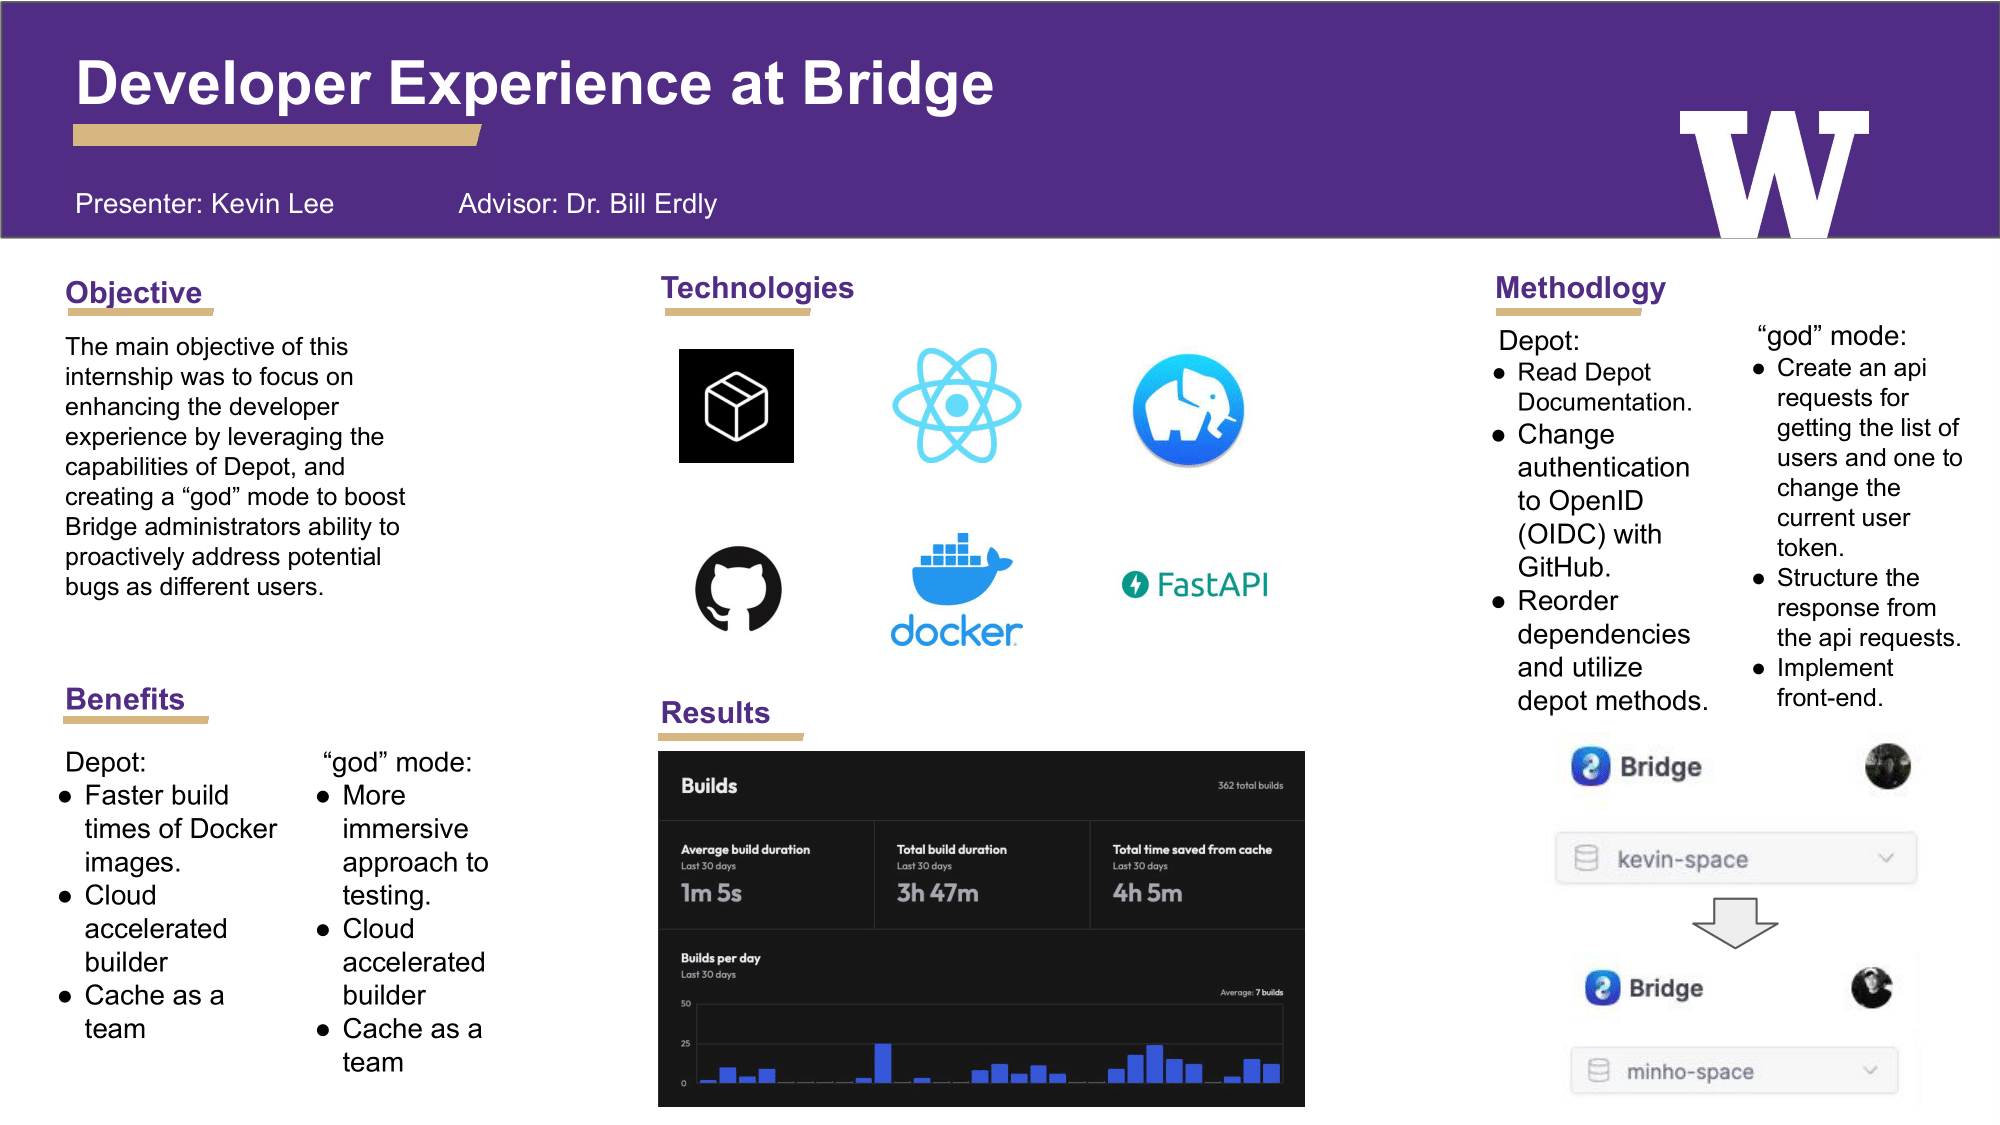 Developer Experience at Bridge
Presenter: Kevin Lee
Advisor: Dr. Bill Erdly
W
Objective
The main objective of this
internship was to focus on
enhancing the developer
experience by leveraging the
capabilities of Depot, and
creating a “god” mode to boost
Bridge administrators ability to
proactively address potential
bugs as different users.
Benefits
Depot:
● Faster build
times of Docker
images.
● Cloud
accelerated
builder
● Cache as a
team
“god” mode:
● More
immersive
approach to
testing.
● Cloud
accelerated
builder
● Cache as a
team
Technologies
docker
FastAPI
Results
Builds
362 total builds
Average build duration
Last 30 days
1m 5s
Total build duration
Last 30 days
3h 47m
Total time saved from cache
Last 30 days
4h 5m
Builds per day
Last 30 days
Average: 7 builds
50
25
0
Methodlogy
Depot:
● Read Depot
Documentation.
● Change
authentication
to OpenID
(OIDC) with
GitHub.
● Reorder
dependencies
and utilize
depot methods.
“god” mode:
● Create an api
requests for
getting the list of
users and one to
change the
current user
token.
● Structure the
response from
the api requests.
● Implement
front-end.
Bridge
kevin-space
Bridge
minho-space